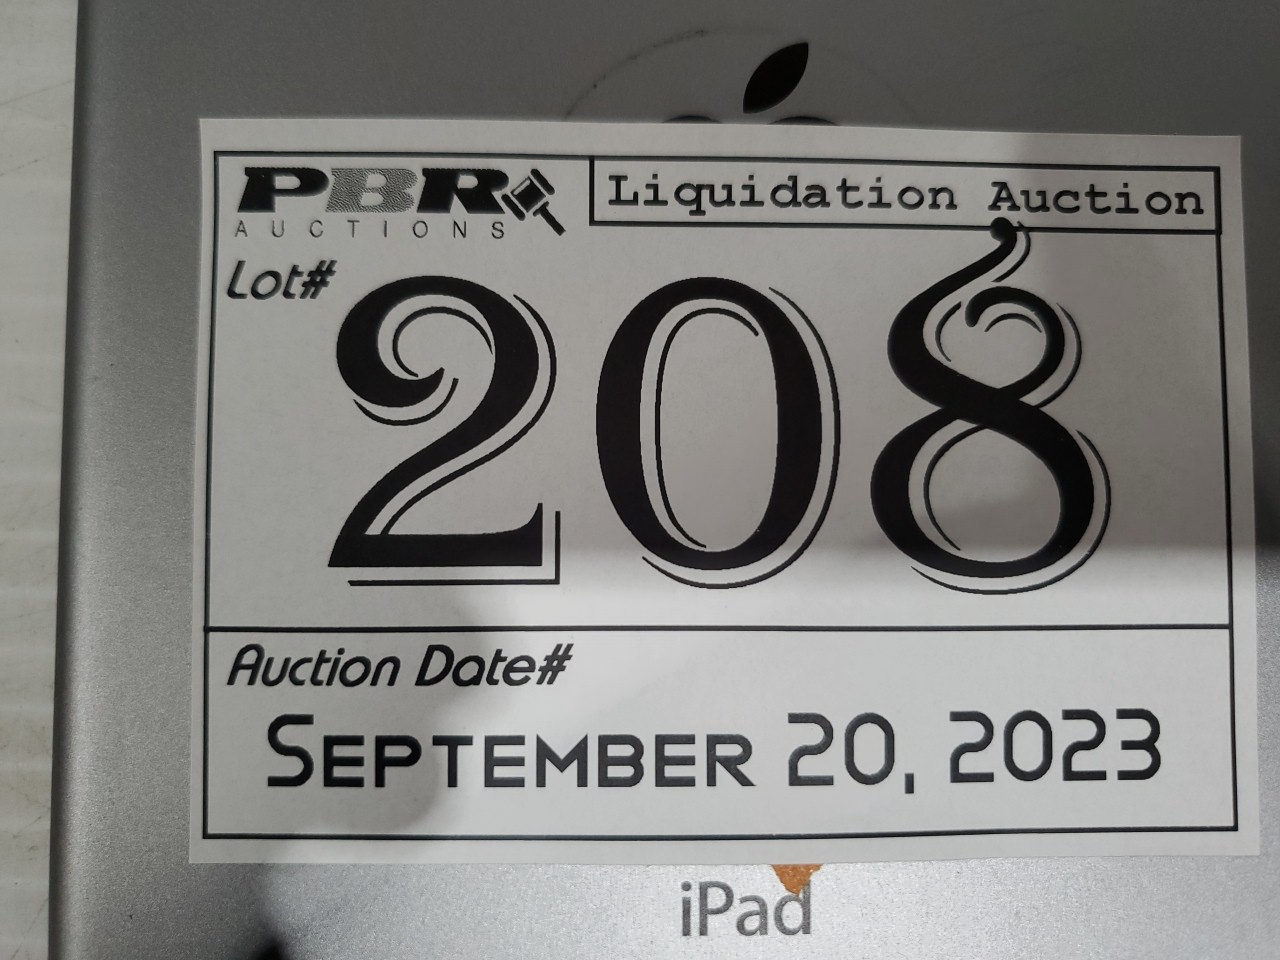 PBR
AUCTIONS
Liquidation Auction
Lot#
208
Auction Date#
SEPTEMBER 20, 2023
iPad